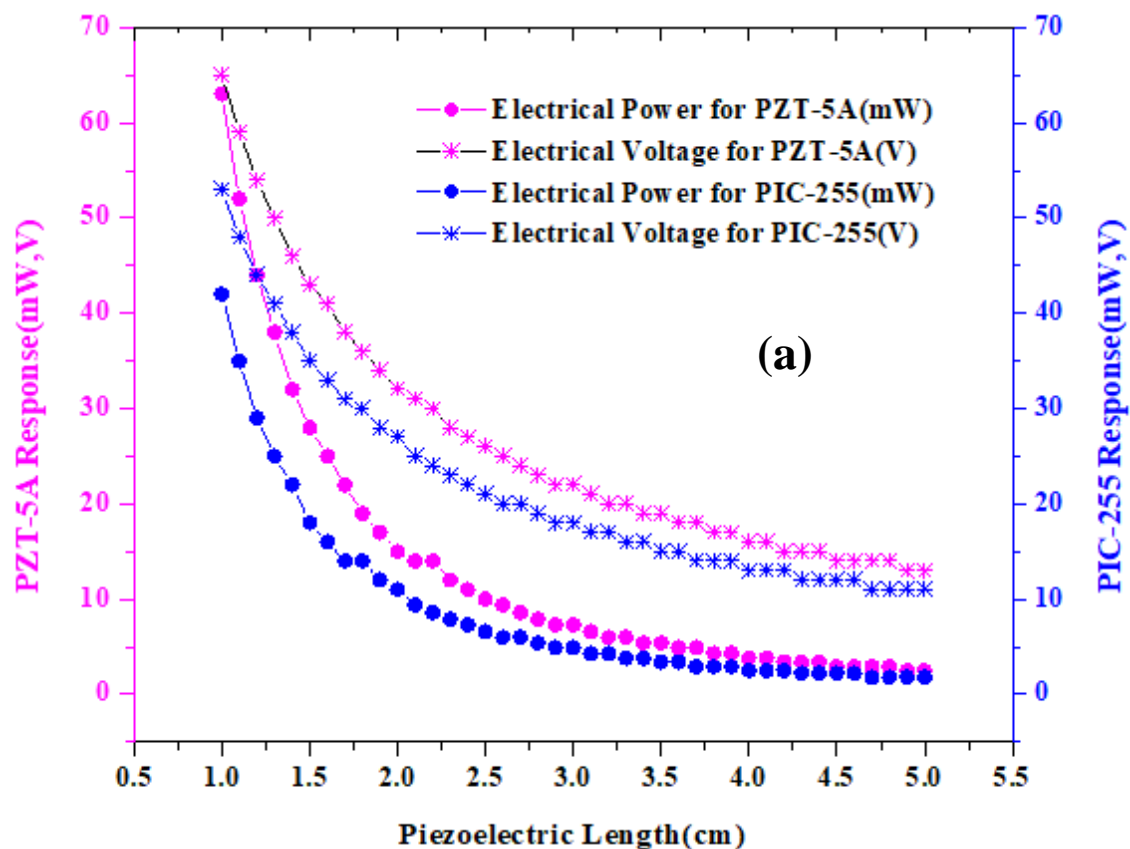 70
60
50
40
30
20
10
0
PZT-5A Response(mW,V)
Electrical Power for PZT-5A(mW)
Electrical Voltage for PZT-5A(V)
Electrical Power for PIC-255(mW)
Electrical Voltage for PIC-255(V)
(a)
70
60
50
40
30
20
10
0
PIC-255 Response(mW,V)
0.5 1.0 1.5 2.0 2.5 3.0 3.5 4.0 4.5 5.0 5.5
Piezoelectric Length(cm)